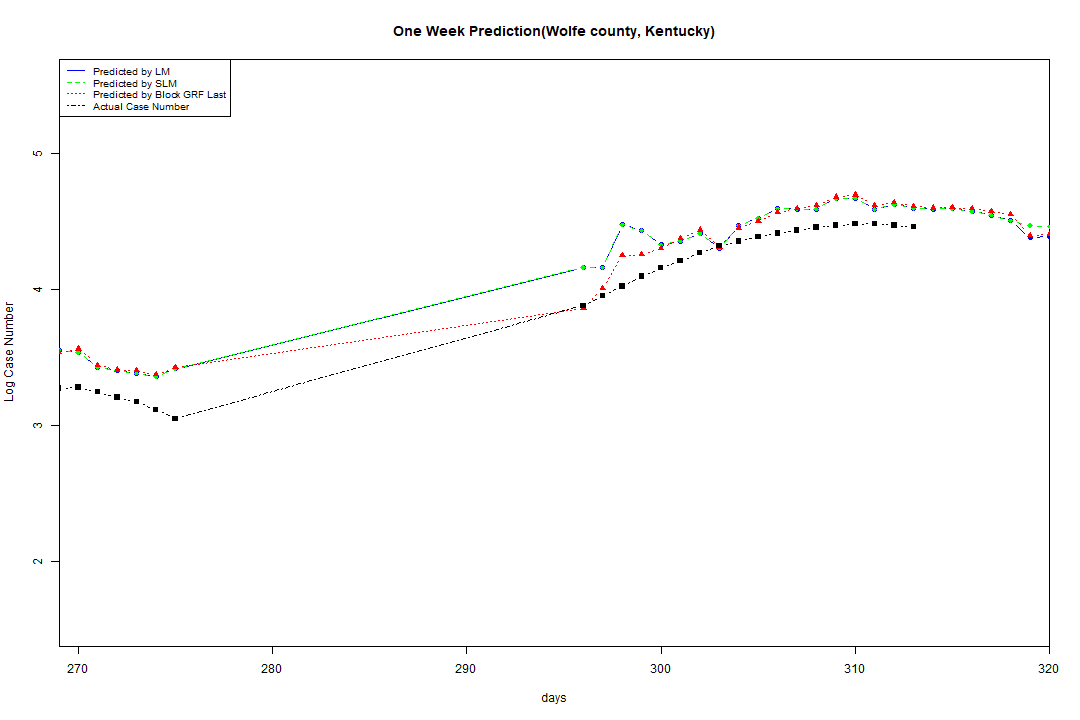 One Week Prediction(Wolfe county, Kentucky)
Predicted by LM
Predicted by SLM
Predicted by Block GRF Last
Actual Case Number
5
4
3
2
Log Case Number
270 280 290 300 310 320
days